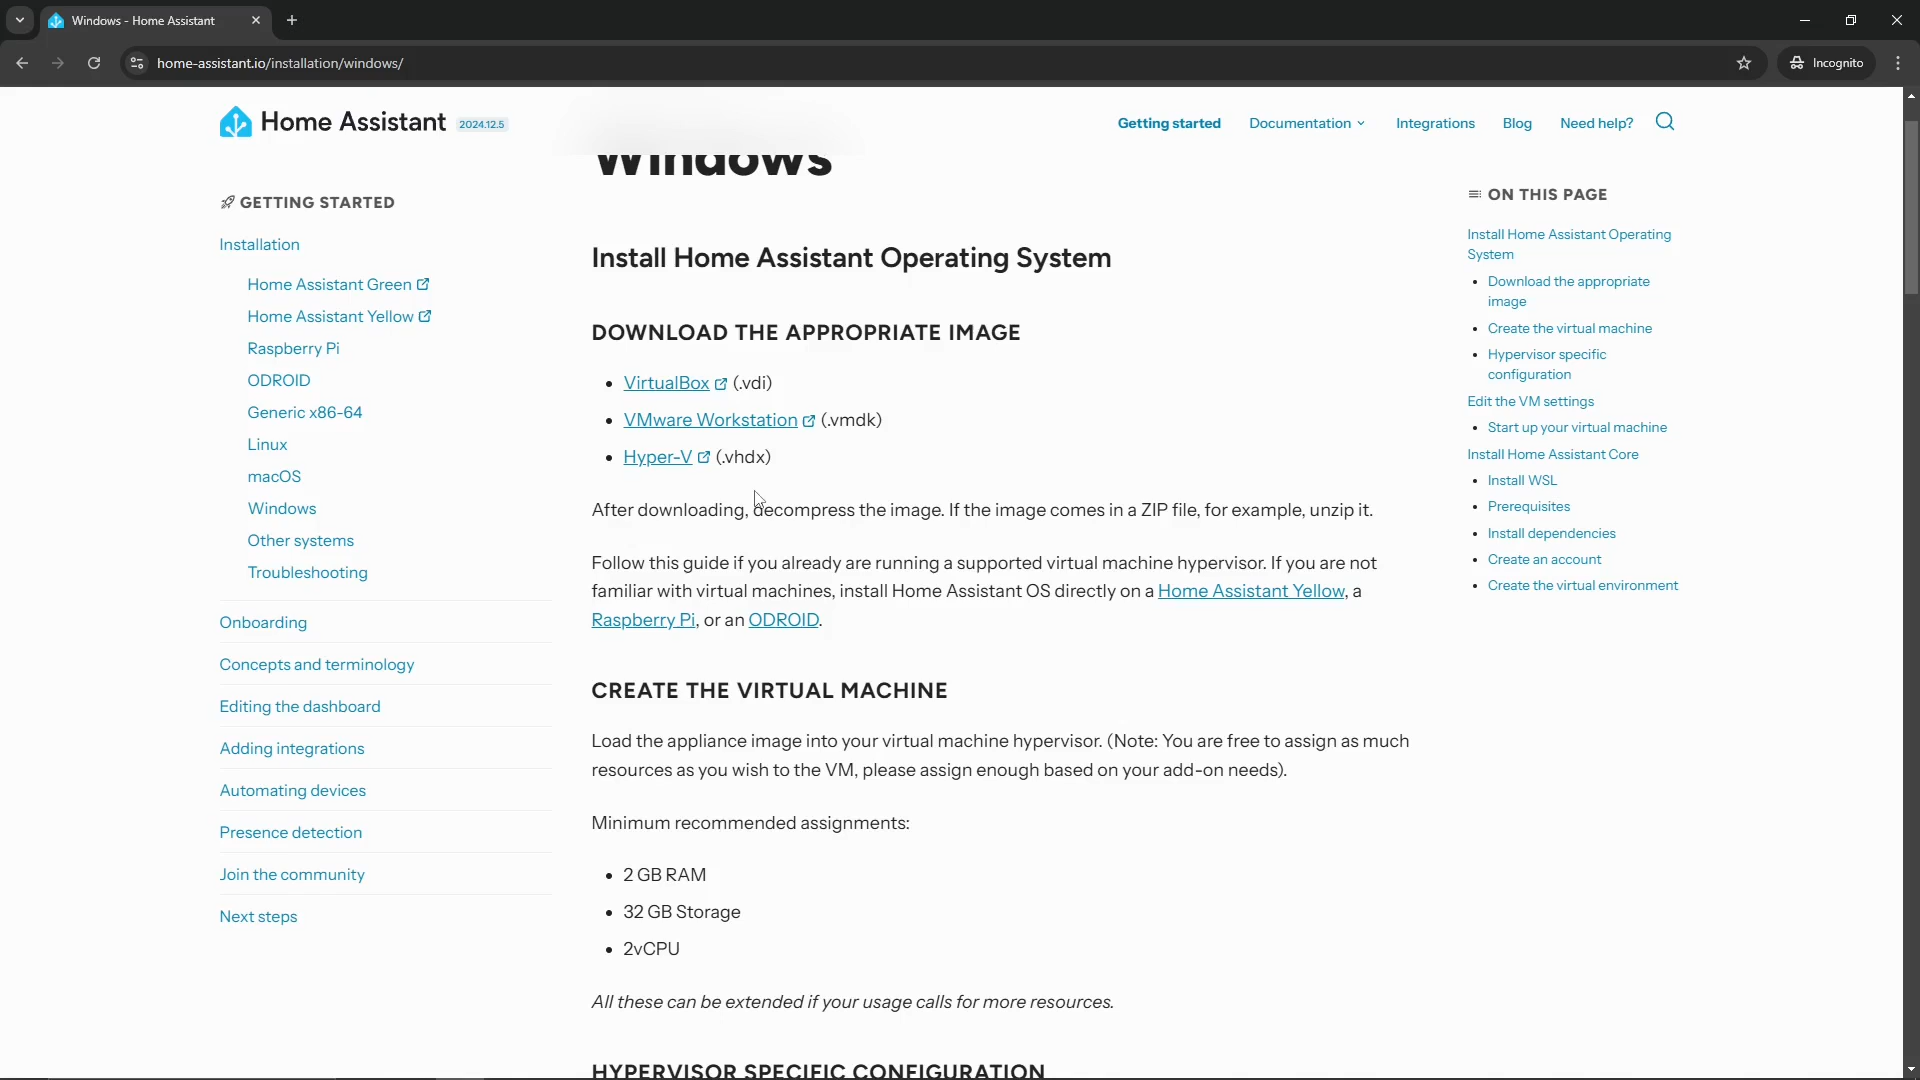 Windows - Home Assistant
home-assistant.io/installation/windows/
Incognito
Home Assistant 2024.12.5
Getting started
Documentation
Integrations
Blog
Need help?
GETTING STARTED
Installation
Home Assistant Green
Home Assistant Yellow
Raspberry Pi
ODROID
Generic x86-64
Linux
macOS
Windows
Other systems
Troubleshooting
Onboarding
Concepts and terminology
Editing the dashboard
Adding integrations
Automating devices
Presence detection
Join the community
Next steps
Windows
Install Home Assistant Operating System
DOWNLOAD THE APPROPRIATE IMAGE
• VirtualBox (.vdi)
• VMware Workstation (.vmdk)
• Hyper-V (.vhdx)
After downloading, decompress the image. If the image comes in a ZIP file, for example, unzip it.
Follow this guide if you already are running a supported virtual machine hypervisor. If you are not
familiar with virtual machines, install Home Assistant OS directly on a Home Assistant Yellow, a
Raspberry Pi, or an ODROID.
CREATE THE VIRTUAL MACHINE
Load the appliance image into your virtual machine hypervisor. (Note: You are free to assign as much
resources as you wish to the VM, please assign enough based on your add-on needs).
Minimum recommended assignments:
• 2 GB RAM
• 32 GB Storage
• 2vCPU
All these can be extended if your usage calls for more resources.
HYPERVISOR SPECIFIC CONFIGURATION
ON THIS PAGE
Install Home Assistant Operating
System
• Download the appropriate
image
• Create the virtual machine
• Hypervisor specific
configuration
Edit the VM settings
• Start up your virtual machine
Install Home Assistant Core
• Install WSL
• Prerequisites
• Install dependencies
• Create an account
• Create the virtual environment